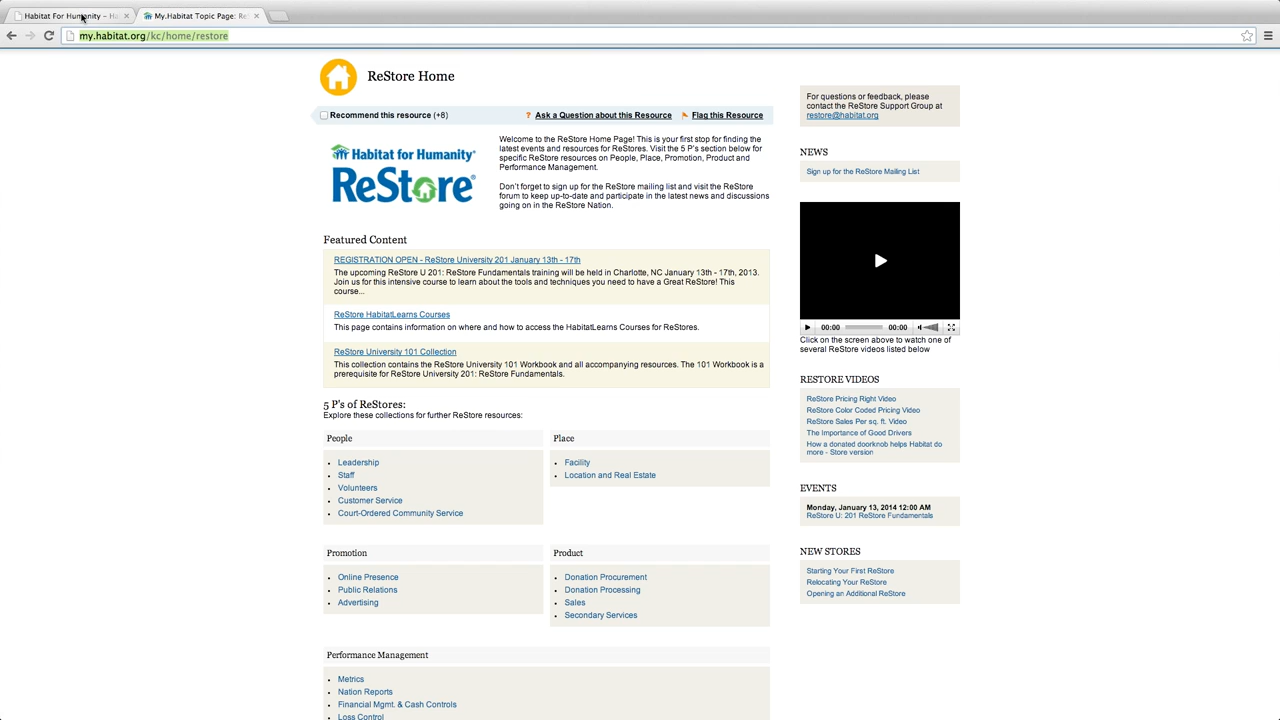 Habitat For Humanity – Ha
My.Habitat Topic Page: Re
my.habitat.org/kc/home/restore
ReStore Home
Recommend this resource (+8)
? Ask a Question about this Resource
Flag this Resource
Habitat for Humanity®
ReStore®
Welcome to the ReStore Home Page! This is your first stop for finding the
latest events and resources for ReStores. Visit the 5 P's section below for
specific ReStore resources on People, Place, Promotion, Product and
Performance Management.
Don't forget to sign up for the ReStore mailing list and visit the ReStore
forum to keep up-to-date and participate in the latest news and discussions
going on in the ReStore Nation.
Featured Content
REGISTRATION OPEN - ReStore University 201 January 13th - 17th
The upcoming ReStore U 201: ReStore Fundamentals training will be held in Charlotte, NC January 13th - 17th, 2013.
Join us for this intensive course to learn about the tools and techniques you need to have a Great ReStore! This
course...
ReStore HabitatLearns Courses
This page contains information on where and how to access the HabitatLearns Courses for ReStores.
ReStore University 101 Collection
This collection contains the ReStore University 101 Workbook and all accompanying resources. The 101 Workbook is a
prerequisite for ReStore University 201: ReStore Fundamentals.
5 P's of ReStores:
Explore these collections for further ReStore resources:
People
Leadership
Staff
Volunteers
Customer Service
Court-Ordered Community Service
Place
Facility
Location and Real Estate
Promotion
Online Presence
Public Relations
Advertising
Product
Donation Procurement
Donation Processing
Sales
Secondary Services
Performance Management
Metrics
Nation Reports
Financial Mgmt. & Cash Controls
Loss Control
For questions or feedback, please
contact the ReStore Support Group at
restore@habitat.org
NEWS
Sign up for the ReStore Mailing List
00:00
00:00
Click on the screen above to watch one of
several ReStore videos listed below
RESTORE VIDEOS
ReStore Pricing Right Video
ReStore Color Coded Pricing Video
ReStore Sales Per sq. ft. Video
The Importance of Good Drivers
How a donated doorknob helps Habitat do
more - Store version
EVENTS
Monday, January 13, 2014 12:00 AM
ReStore U: 201 ReStore Fundamentals
NEW STORES
Starting Your First ReStore
Relocating Your ReStore
Opening an Additional ReStore